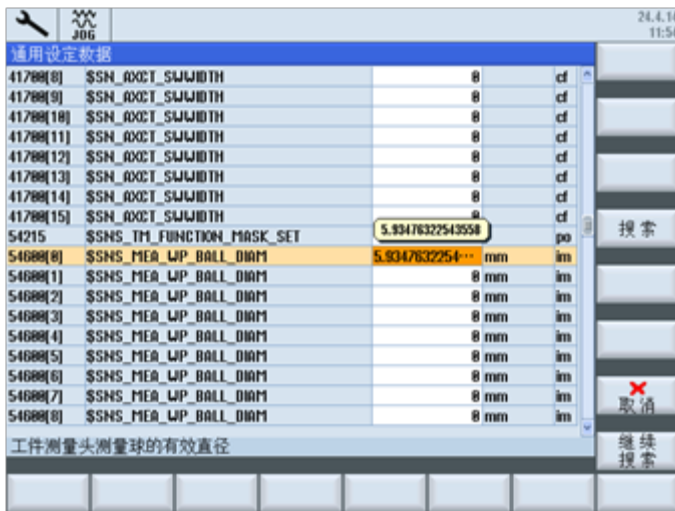 JOG
24.4.14
11:54
通用设定数据
41700[8] $SN_AXCT_SWWIDTH 0 cf
41700[9] $SN_AXCT_SWWIDTH 0 cf
41700[10] $SN_AXCT_SWWIDTH 0 cf
41700[11] $SN_AXCT_SWWIDTH 0 cf
41700[12] $SN_AXCT_SWWIDTH 0 cf
41700[13] $SN_AXCT_SWWIDTH 0 cf
41700[14] $SN_AXCT_SWWIDTH 0 cf
41700[15] $SN_AXCT_SWWIDTH 0 cf
5.93476322543558
搜索
54215 $SNS_TM_FUNCTION_MASK_SET po
54600[0] $SNS_MEA_WP_BALL_DIAM 5.9347632254… mm im
54600[1] $SNS_MEA_WP_BALL_DIAM 0 mm im
54600[2] $SNS_MEA_WP_BALL_DIAM 0 mm im
54600[3] $SNS_MEA_WP_BALL_DIAM 0 mm im
54600[4] $SNS_MEA_WP_BALL_DIAM 0 mm im
54600[5] $SNS_MEA_WP_BALL_DIAM 0 mm im
54600[6] $SNS_MEA_WP_BALL_DIAM 0 mm im
54600[7] $SNS_MEA_WP_BALL_DIAM 0 mm im
54600[8] $SNS_MEA_WP_BALL_DIAM 0 mm im
取消
工件测量头测量球的有效直径
继续
搜索